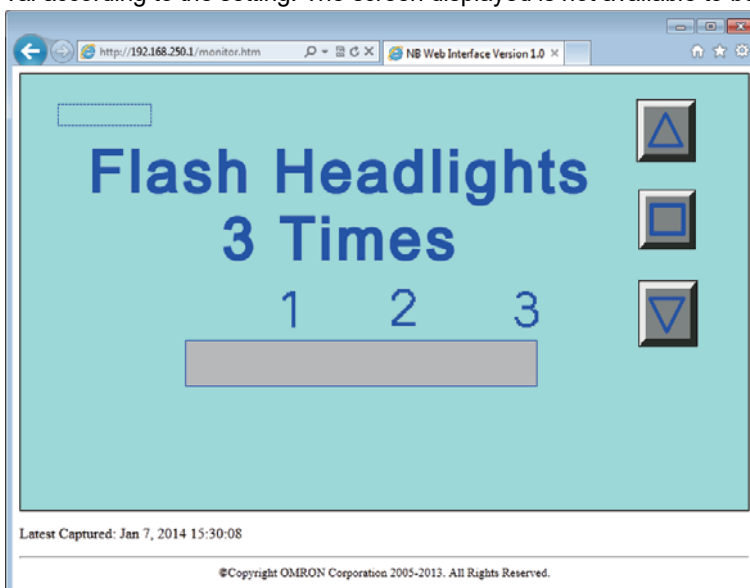 val according to the setting. The screen displayed is not available to be
http://192.168.250.1/monitor.htm
NB Web Interface Version 1.0
Flash Headlights
3 Times
1 2 3
Latest Captured: Jan 7, 2014 15:30:08
©Copyright OMRON Corporation 2005-2013. All Rights Reserved.